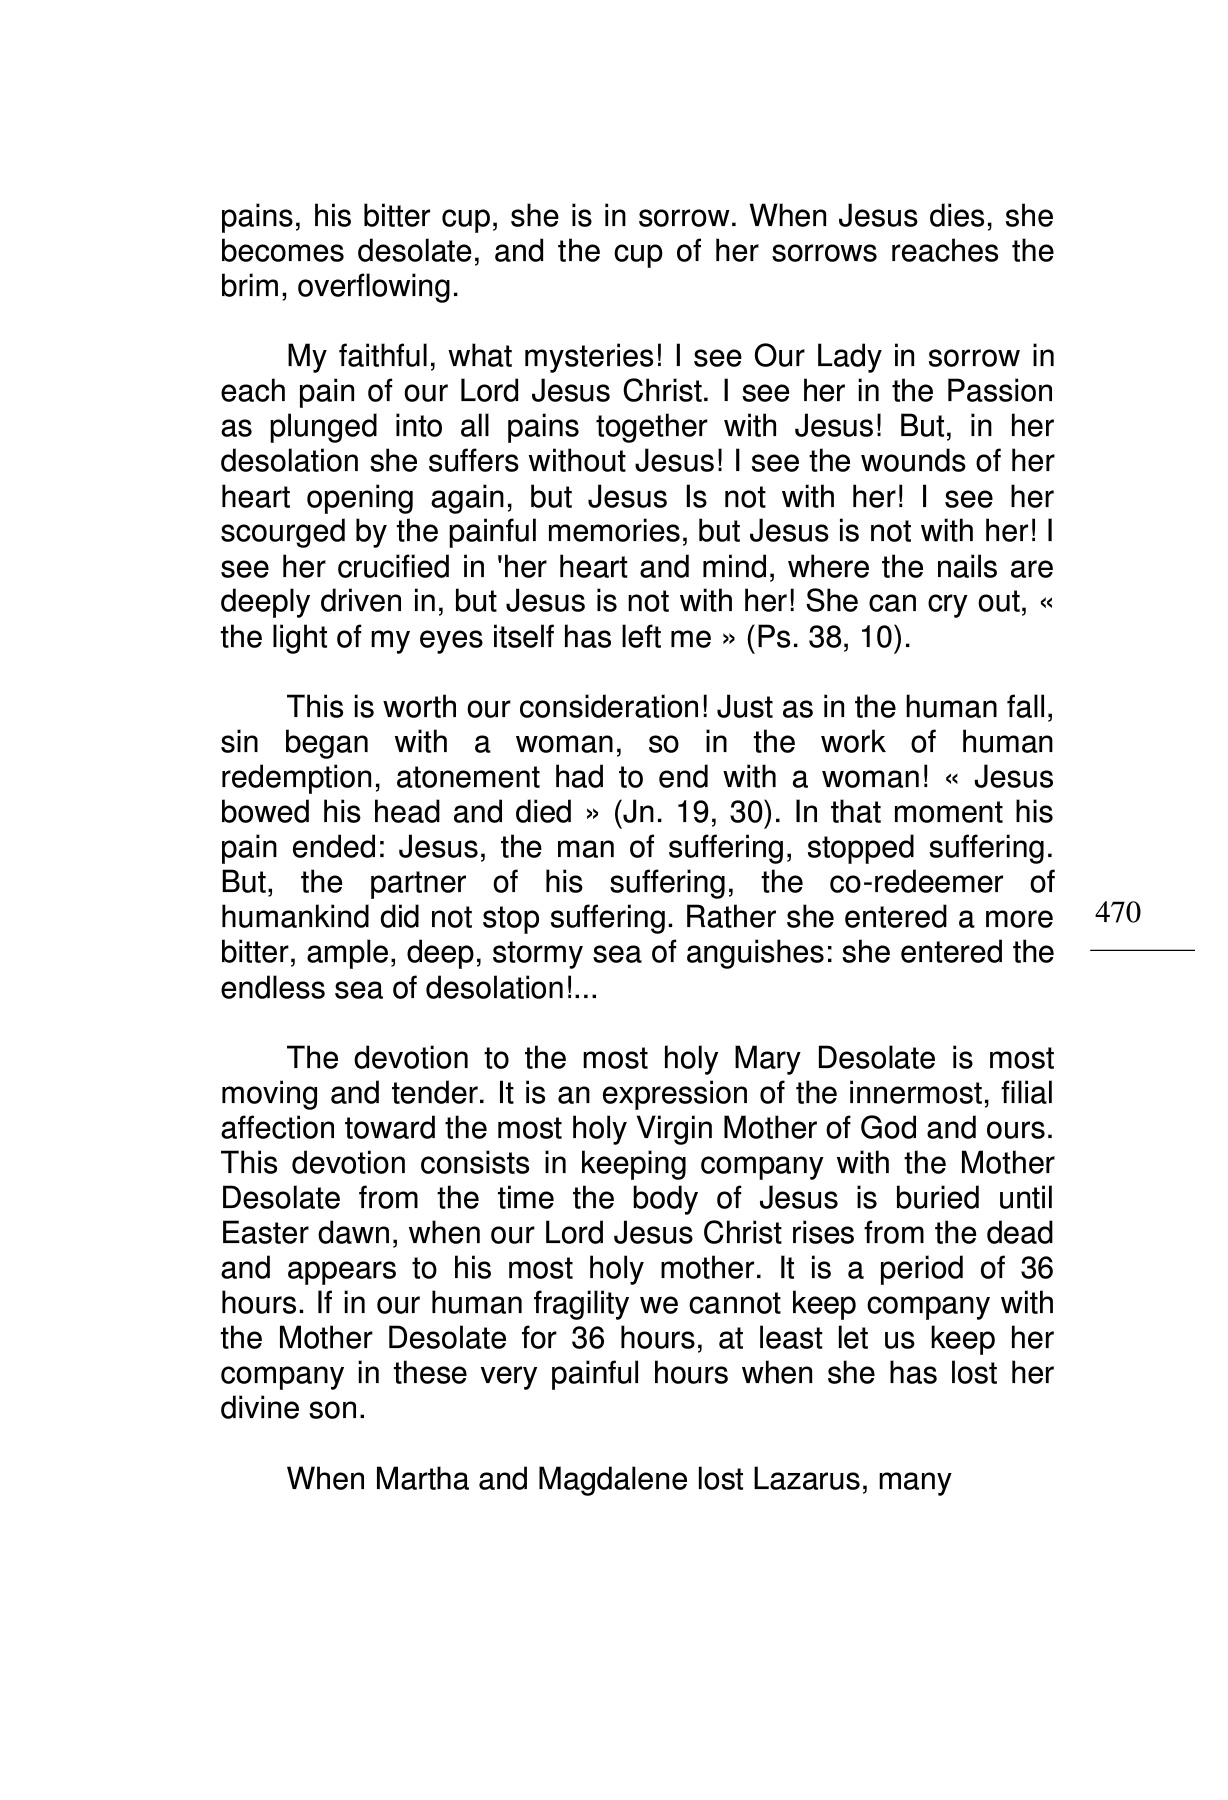 pains, his bitter cup, she is in sorrow. When Jesus dies, she
becomes desolate, and the cup of her sorrows reaches the
brim, overflowing.
My faithful, what mysteries! I see Our Lady in sorrow in
each pain of our Lord Jesus Christ. I see her in the Passion
as plunged into all pains together with Jesus! But, in her
desolation she suffers without Jesus! I see the wounds of her
heart opening again, but Jesus Is not with her! I see her
scourged by the painful memories, but Jesus is not with her! I
see her crucified in 'her heart and mind, where the nails are
deeply driven in, but Jesus is not with her! She can cry out, «
the light of my eyes itself has left me » (Ps. 38, 10).
This is worth our consideration! Just as in the human fall,
sin began with a woman, so in the work of human
redemption, atonement had to end with a woman! « Jesus
bowed his head and died » (Jn. 19, 30). In that moment his
pain ended: Jesus, the man of suffering, stopped suffering.
But, the partner of his suffering, the co-redeemer of
humankind did not stop suffering. Rather she entered a more
bitter, ample, deep, stormy sea of anguishes: she entered the
endless sea of desolation!...
470
The devotion to the most holy Mary Desolate is most
moving and tender. It is an expression of the innermost, filial
affection toward the most holy Virgin Mother of God and ours.
This devotion consists in keeping company with the Mother
Desolate from the time the body of Jesus is buried until
Easter dawn, when our Lord Jesus Christ rises from the dead
and appears to his most holy mother. It is a period of 36
hours. If in our human fragility we cannot keep company with
the Mother Desolate for 36 hours, at least let us keep her
company in these very painful hours when she has lost her
divine son.
When Martha and Magdalene lost Lazarus, many